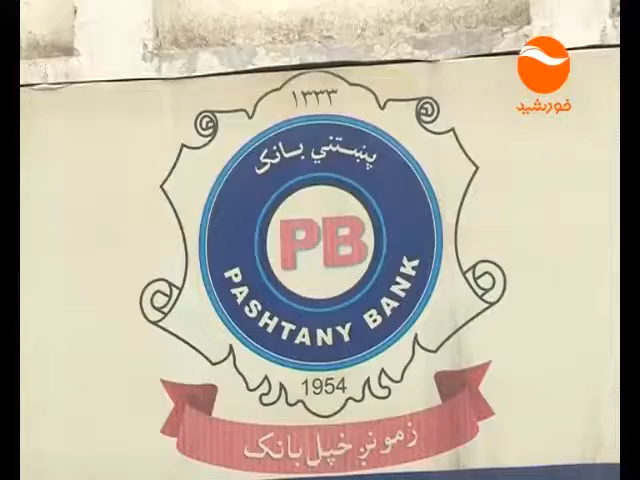 خورشید
۱۳۳۳
پښتني بانک
PB
PASHTANY BANK
1954
زمونږ خپل بانک